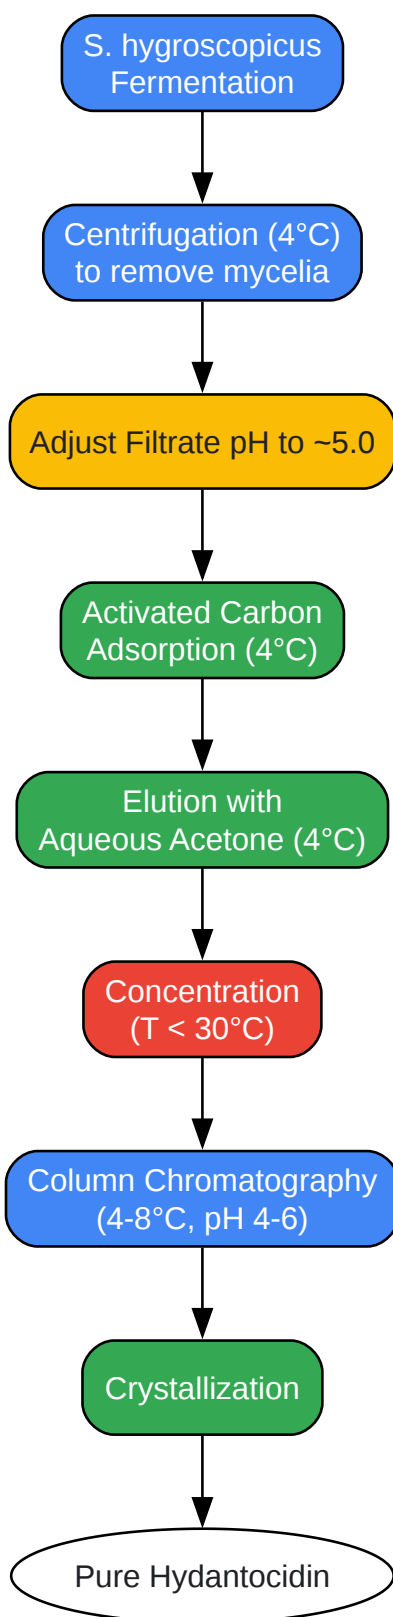 S. hygroscopicus
Fermentation
Centrifugation (4°C)
to remove mycelia
Adjust Filtrate pH to ~5.0
Activated Carbon
Adsorption (4°C)
Elution with
Aqueous Acetone (4°C)
Concentration
(T < 30°C)
Column Chromatography
(4-8°C, pH 4-6)
Crystallization
Pure Hydantocidin